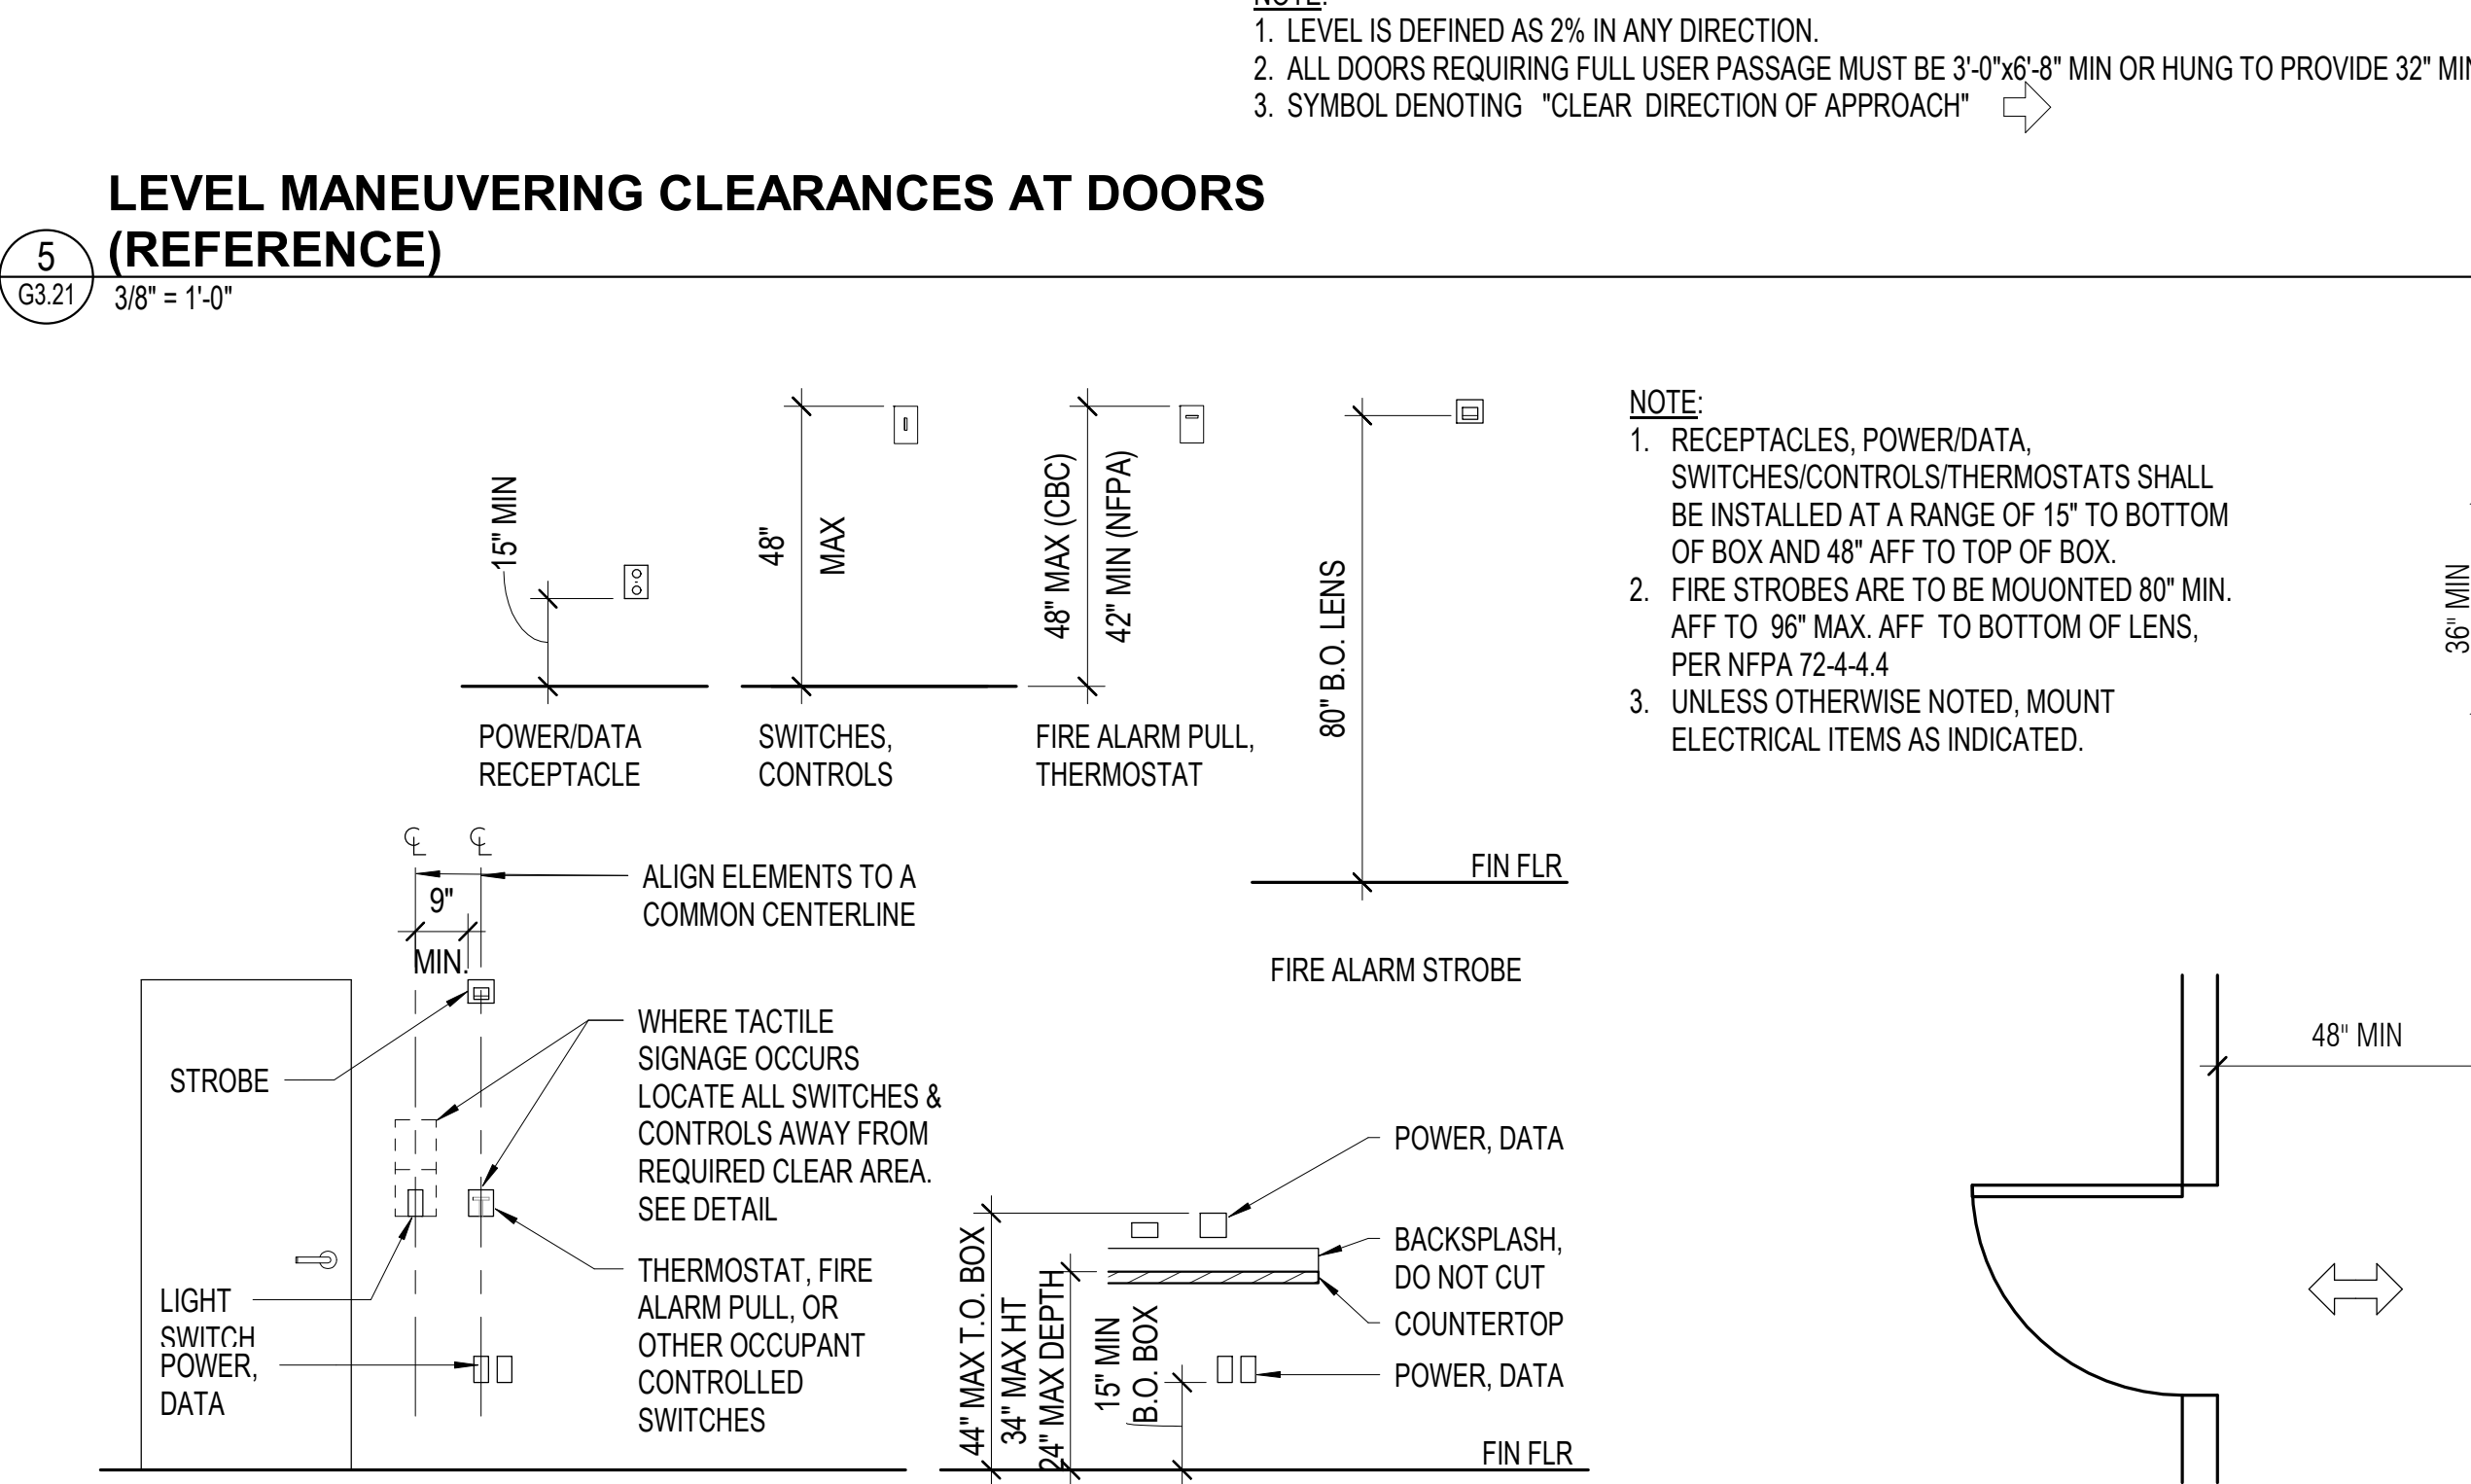 NOTE:
1. LEVEL IS DEFINED AS 2% IN ANY DIRECTION.
2. ALL DOORS REQUIRING FULL USER PASSAGE MUST BE 3'-0"x6'-8" MIN OR HUNG TO PROVIDE 32" MIN
3. SYMBOL DENOTING "CLEAR DIRECTION OF APPROACH"
LEVEL MANEUVERING CLEARANCES AT DOORS
(REFERENCE)
5
G3.21
3/8" = 1'-0"
15" MIN
POWER/DATA
RECEPTACLE
48"
MAX
SWITCHES,
CONTROLS
48" MAX (CBC)
42" MIN (NFPA)
FIRE ALARM PULL,
THERMOSTAT
80" B.O. LENS
FIN FLR
FIRE ALARM STROBE
NOTE:
1. RECEPTACLES, POWER/DATA,
SWITCHES/CONTROLS/THERMOSTATS SHALL
BE INSTALLED AT A RANGE OF 15" TO BOTTOM
OF BOX AND 48" AFF TO TOP OF BOX.
2. FIRE STROBES ARE TO BE MOUONTED 80" MIN.
AFF TO 96" MAX. AFF TO BOTTOM OF LENS,
PER NFPA 72-4-4.4
3. UNLESS OTHERWISE NOTED, MOUNT
ELECTRICAL ITEMS AS INDICATED.
36" MIN
℄
℄
9"
MIN.
ALIGN ELEMENTS TO A
COMMON CENTERLINE
STROBE
WHERE TACTILE
SIGNAGE OCCURS
LOCATE ALL SWITCHES &
CONTROLS AWAY FROM
REQUIRED CLEAR AREA.
SEE DETAIL
LIGHT
SWITCH
POWER,
DATA
THERMOSTAT, FIRE
ALARM PULL, OR
OTHER OCCUPANT
CONTROLLED
SWITCHES
44" MAX T.O. BOX
34" MAX HT
24" MAX DEPTH
15" MIN
B.O. BOX
POWER, DATA
BACKSPLASH,
DO NOT CUT
COUNTERTOP
POWER, DATA
FIN FLR
48" MIN